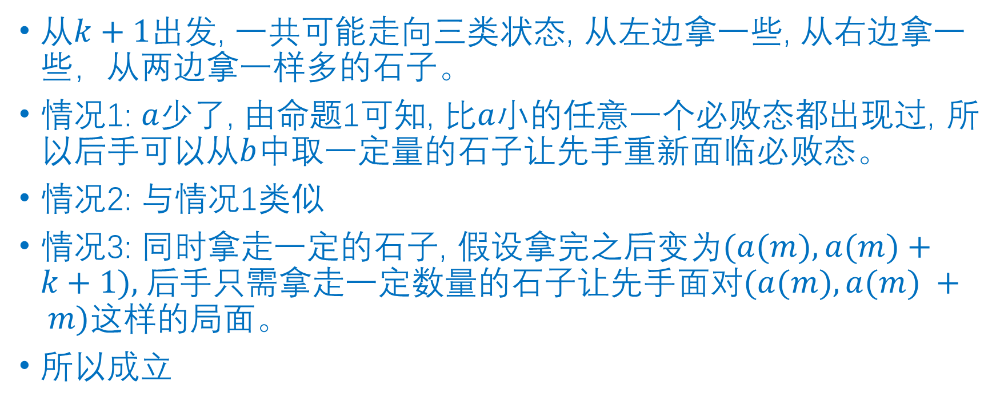 • 从k + 1出发, 一共可能走向三类状态, 从左边拿一些, 从右边拿一
些, 从两边拿一样多的石子。
• 情况1: a少了, 由命题1可知, 比a小的任意一个必败态都出现过, 所
以后手可以从b中取一定量的石子让先手重新面临必败态。
• 情况2: 与情况1类似
• 情况3: 同时拿走一定的石子, 假设拿完之后变为(a(m), a(m) +
k + 1), 后手只需拿走一定数量的石子让先手面对(a(m), a(m) +
m)这样的局面。
• 所以成立